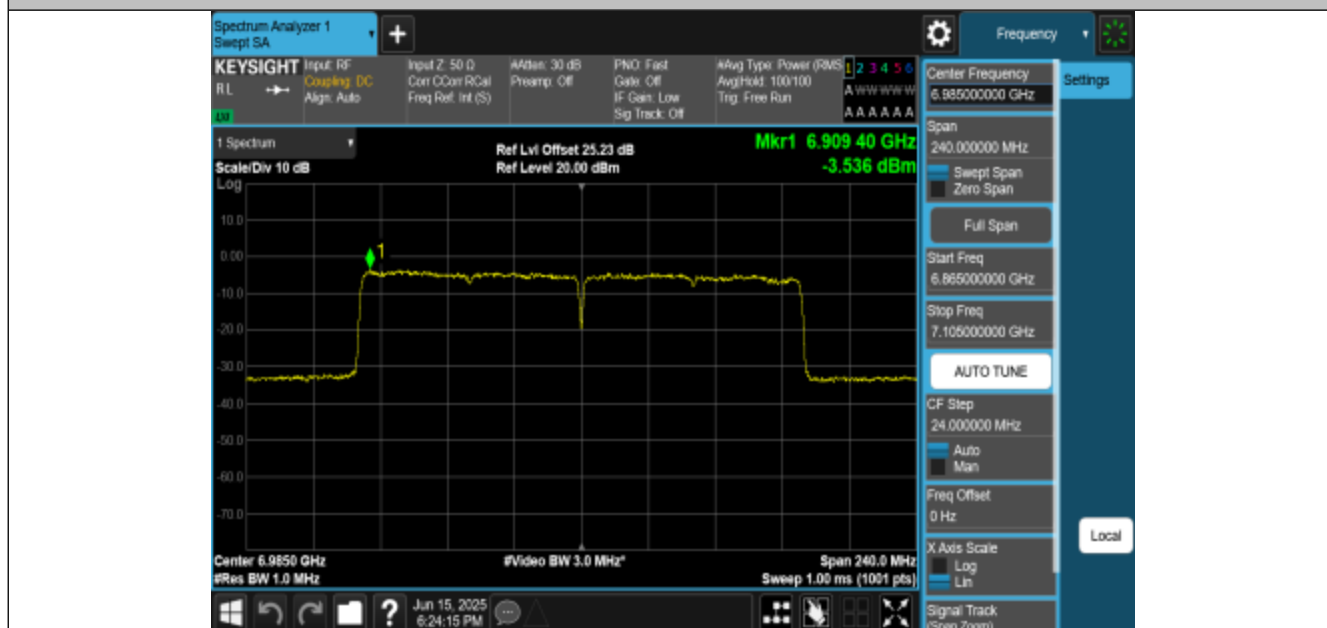 Spectrum Analyzer 1
Swept SA
Frequency
KEYSIGHT
RL
Input: RF
Coupling: DC
Align: Auto
Input Z: 50 Ω
Corr CCorr RCal
Freq Ref: Int (S)
#Atten: 30 dB
Preamp: Off
PNO: Fast
Gate: Off
IF Gain: Low
Sig Track: Off
#Avg Type: Power (RMS
Avg|Hold: 100/100
Trig: Free Run
1 2 3 4 5 6
A W W W W W
A A A A A A
1 Spectrum
Scale/Div 10 dB
Log
Ref Lvl Offset 25.23 dB
Ref Level 20.00 dBm
Mkr1 6.909 40 GHz
-3.536 dBm
10.0
0.00
-10.0
-20.0
-30.0
-40.0
-50.0
-60.0
-70.0
1
Center 6.9850 GHz
#Res BW 1.0 MHz
#Video BW 3.0 MHz*
Span 240.0 MHz
Sweep 1.00 ms (1001 pts)
Center Frequency
6.985000000 GHz
Settings
Span
240.000000 MHz
Swept Span
Zero Span
Full Span
Start Freq
6.865000000 GHz
Stop Freq
7.105000000 GHz
AUTO TUNE
CF Step
24.000000 MHz
Auto
Man
Freq Offset
0 Hz
X Axis Scale
Log
Lin
Local
Signal Track
(Span Zoom)
?
Jun 15, 2025
6:24:15 PM